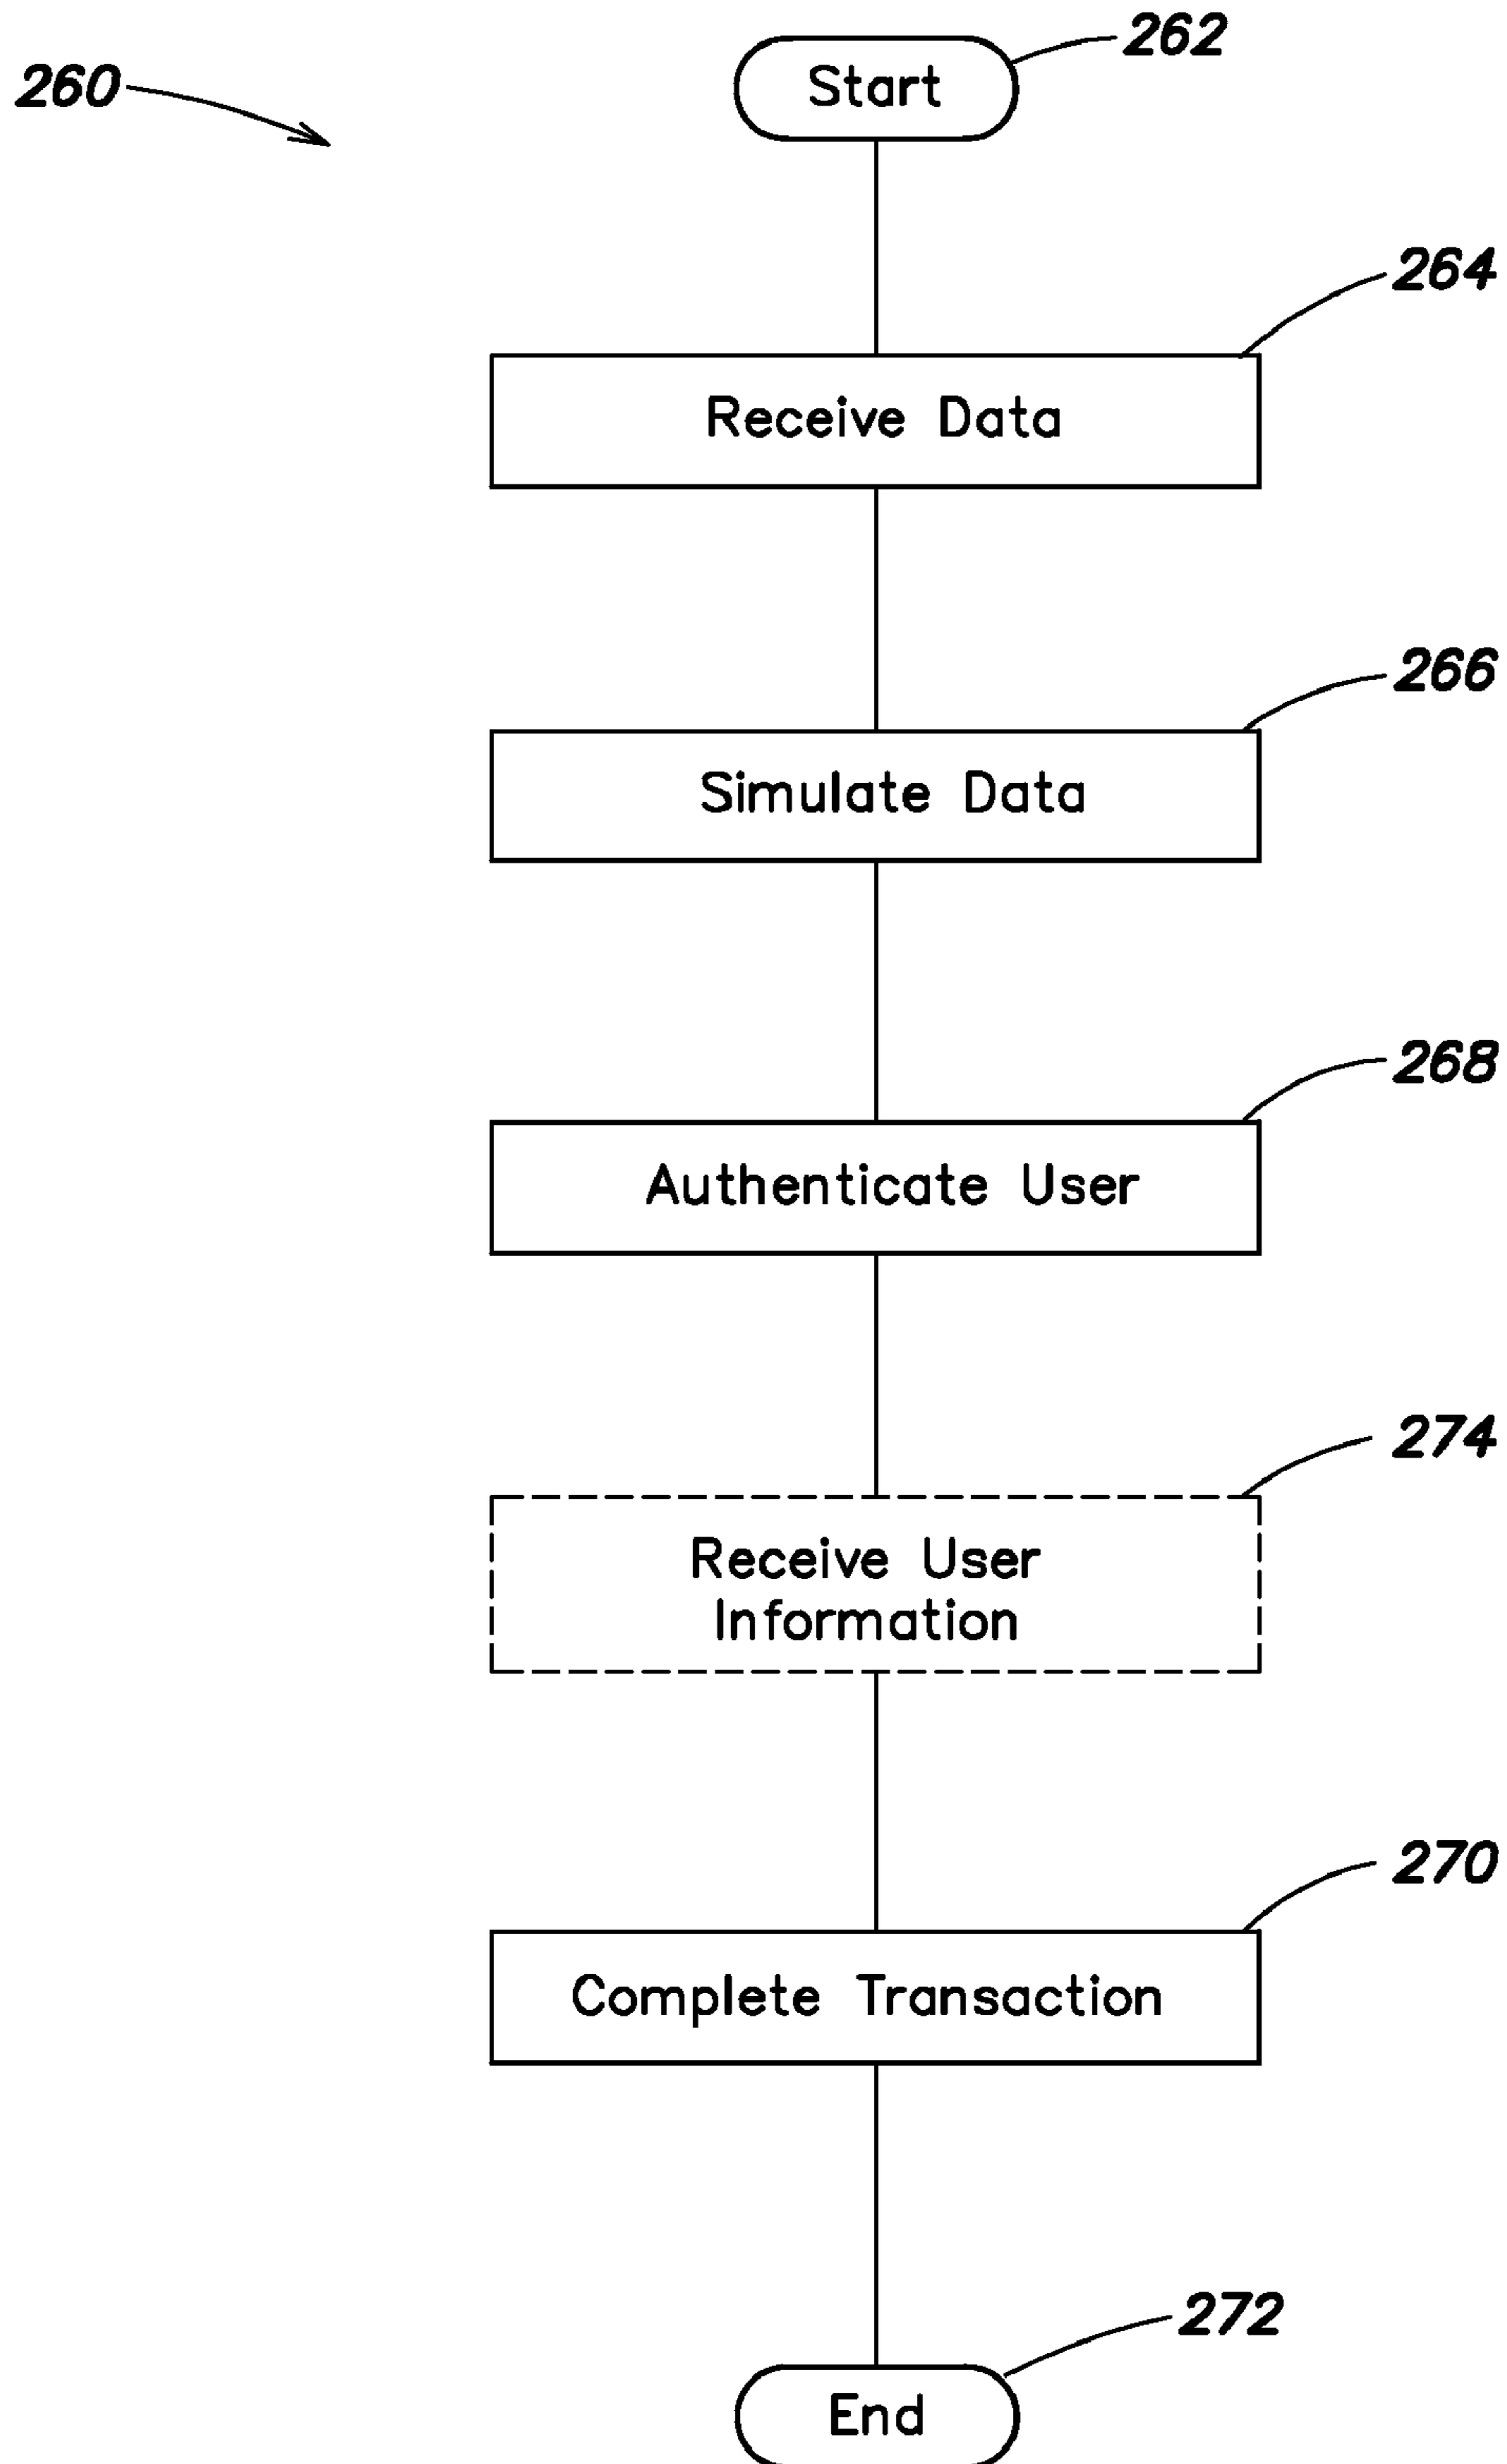 262
260
Start
264
Receive Data
266
Simulate Data
268
Authenticate User
274
Receive User
Information
270
Complete Transaction
272
End